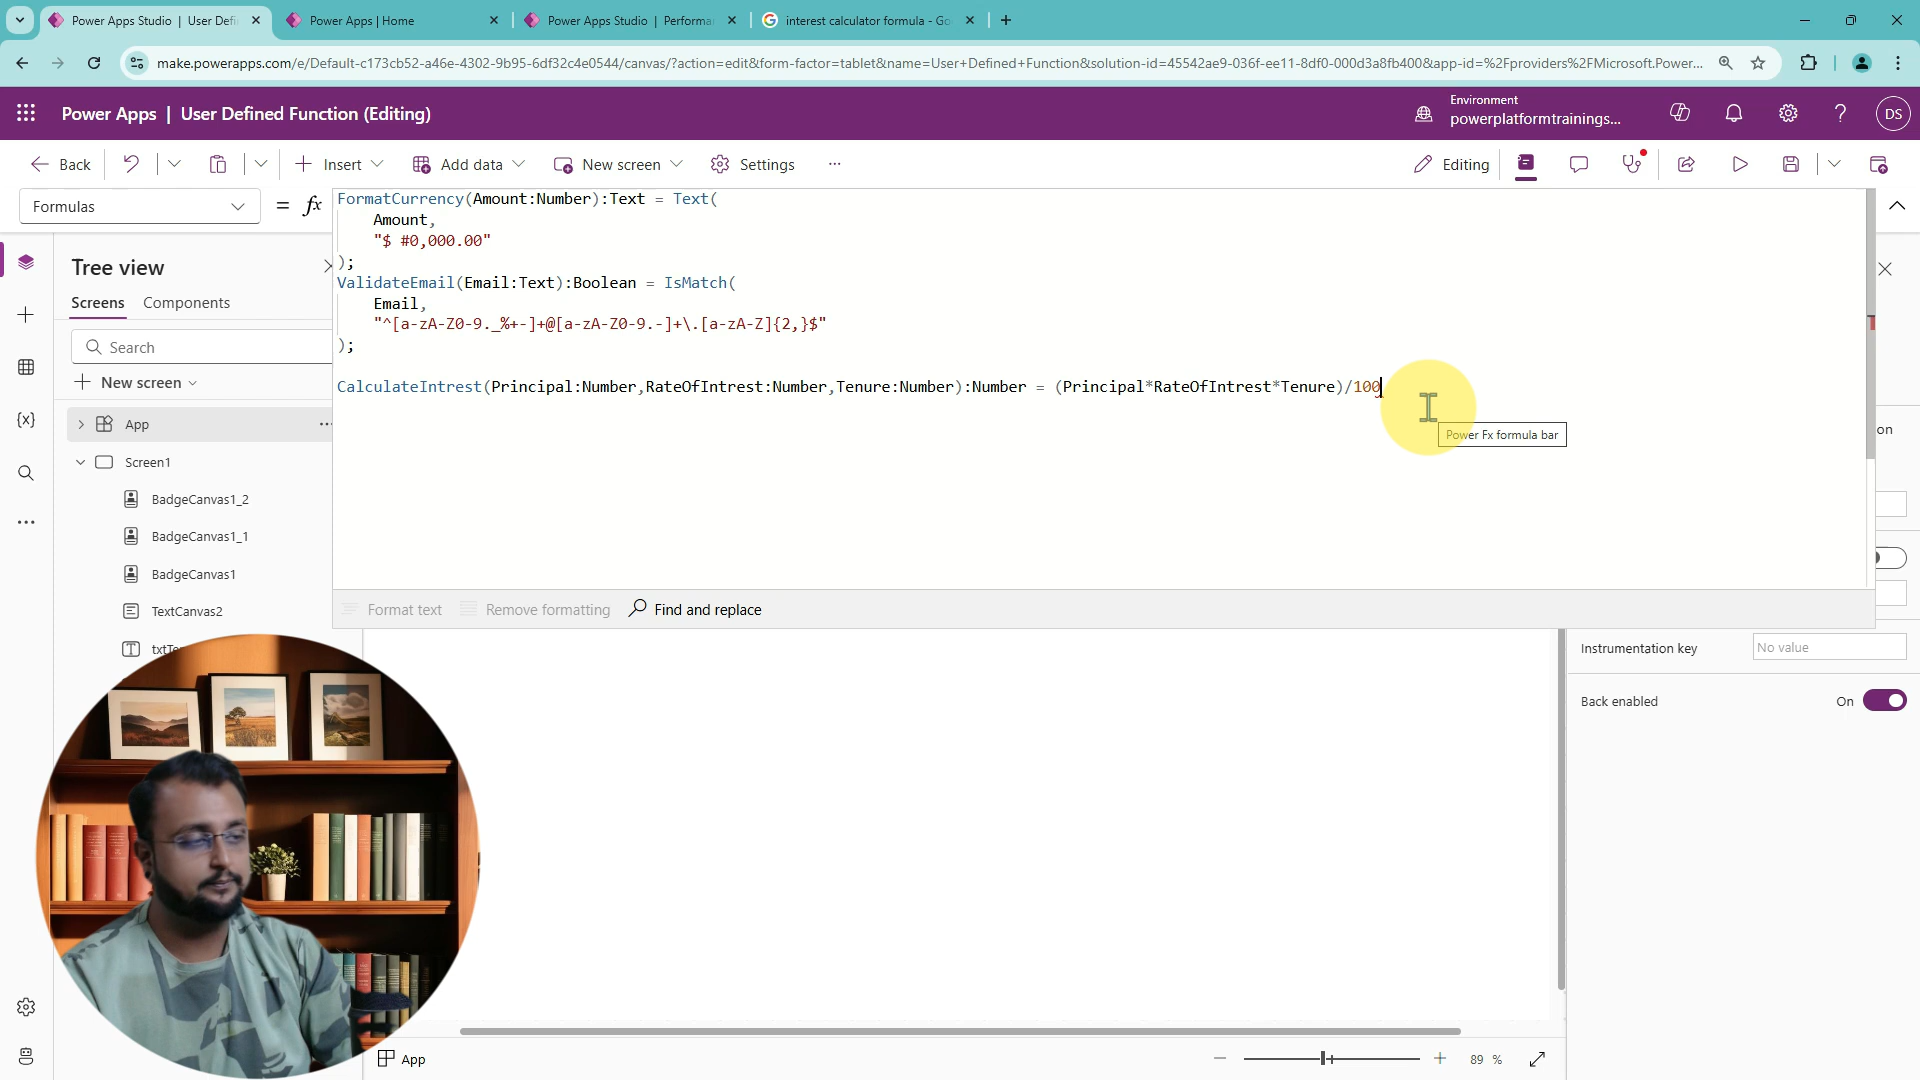 Power Apps Studio | User Defi
Power Apps | Home
Power Apps Studio | Performa
interest calculator formula - Go
make.powerapps.com/e/Default-c173cb52-a46e-4302-9b95-6df32c4e0544/canvas/?action=edit&form-factor=tablet&name=User+Defined+Function&solution-id=45542ae9-036f-ee11-8df0-000d3a8fb400&app-id=%2Fproviders%2FMicrosoft.Power...
Power Apps | User Defined Function (Editing)
Environment
powerplatformtrainings...
DS
Back
Insert
Add data
New screen
Settings
Editing
Formulas
= fx
FormatCurrency(Amount:Number):Text = Text(
Amount,
"$ #0,000.00"
);
ValidateEmail(Email:Text):Boolean = IsMatch(
Email,
"^[a-zA-Z0-9._%+-]+@[a-zA-Z0-9.-]+\.[a-zA-Z]{2,}$"
);
CalculateIntrest(Principal:Number,RateOfIntrest:Number,Tenure:Number):Number = (Principal*RateOfIntrest*Tenure)/100
Power Fx formula bar
Tree view
Screens
Components
Search
New screen
App
Screen1
BadgeCanvas1_2
BadgeCanvas1_1
BadgeCanvas1
TextCanvas2
txtTe
on
Format text
Remove formatting
Find and replace
Instrumentation key
No value
Back enabled
On
App
89 %